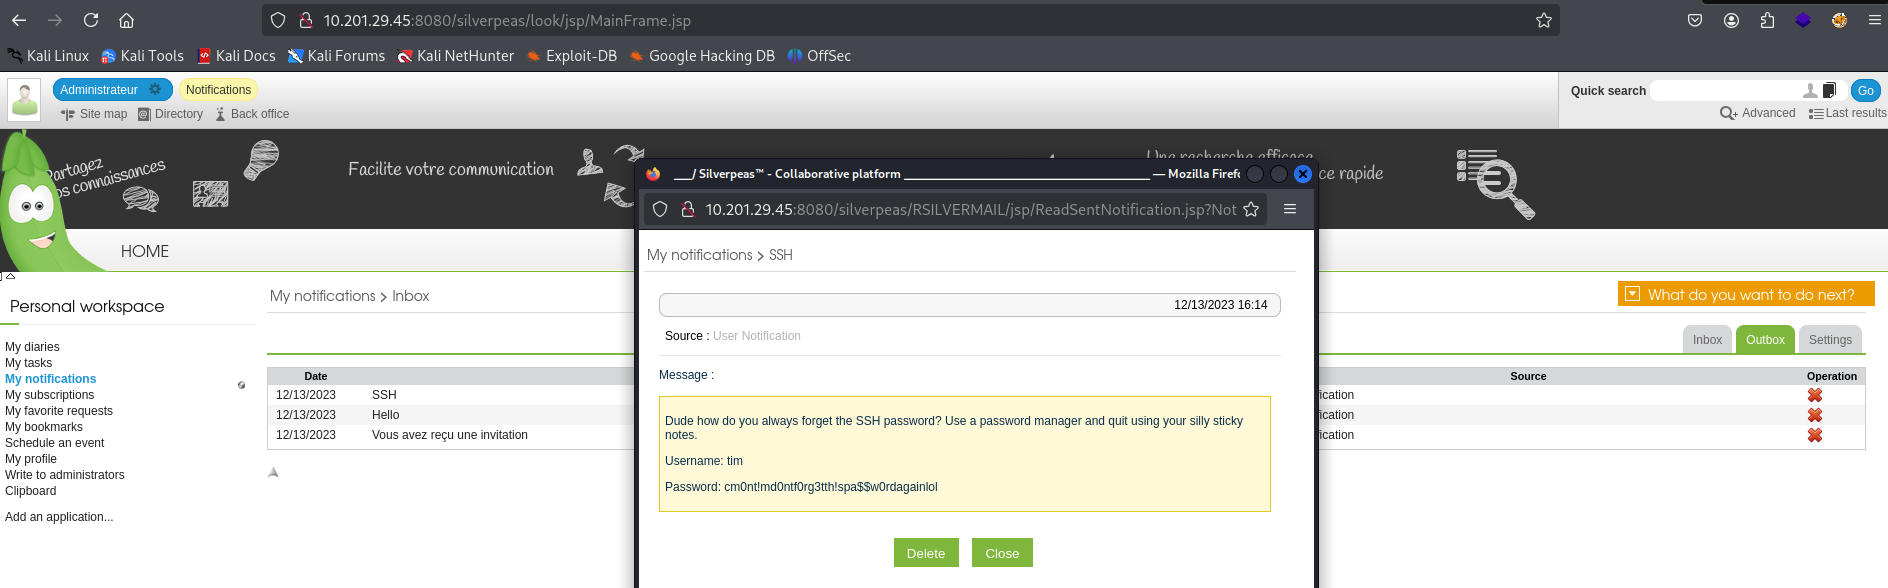 10.201.29.45:8080/silverpeas/look/jsp/MainFrame.jsp
Kali Linux Kali Tools Kali Docs Kali Forums Kali NetHunter Exploit-DB Google Hacking DB OffSec
Administrateur Notifications
Quick search Go
Site map Directory Back office
Advanced Last results
Partagez
vos connaissances
Facilite votre communication
Une recherche efficace
rapide
HOME
___/ Silverpeas™ - Collaborative platform — Mozilla Firefo
10.201.29.45:8080/silverpeas/RSILVERMAIL/jsp/ReadSentNotification.jsp?Not
My notifications > SSH
12/13/2023 16:14
Source : User Notification
Message :
Dude how do you always forget the SSH password? Use a password manager and quit using your silly sticky
notes.
Username: tim
Password: cm0nt!md0ntf0rg3tth!spa$$w0rdagainlol
Delete Close
Personal workspace
My diaries
My tasks
My notifications
My subscriptions
My favorite requests
My bookmarks
Schedule an event
My profile
Write to administrators
Clipboard
Add an application...
My notifications > Inbox
What do you want to do next?
Inbox Outbox Settings
Date Source Operation
12/13/2023 SSH
12/13/2023 Hello
12/13/2023 Vous avez reçu une invitation